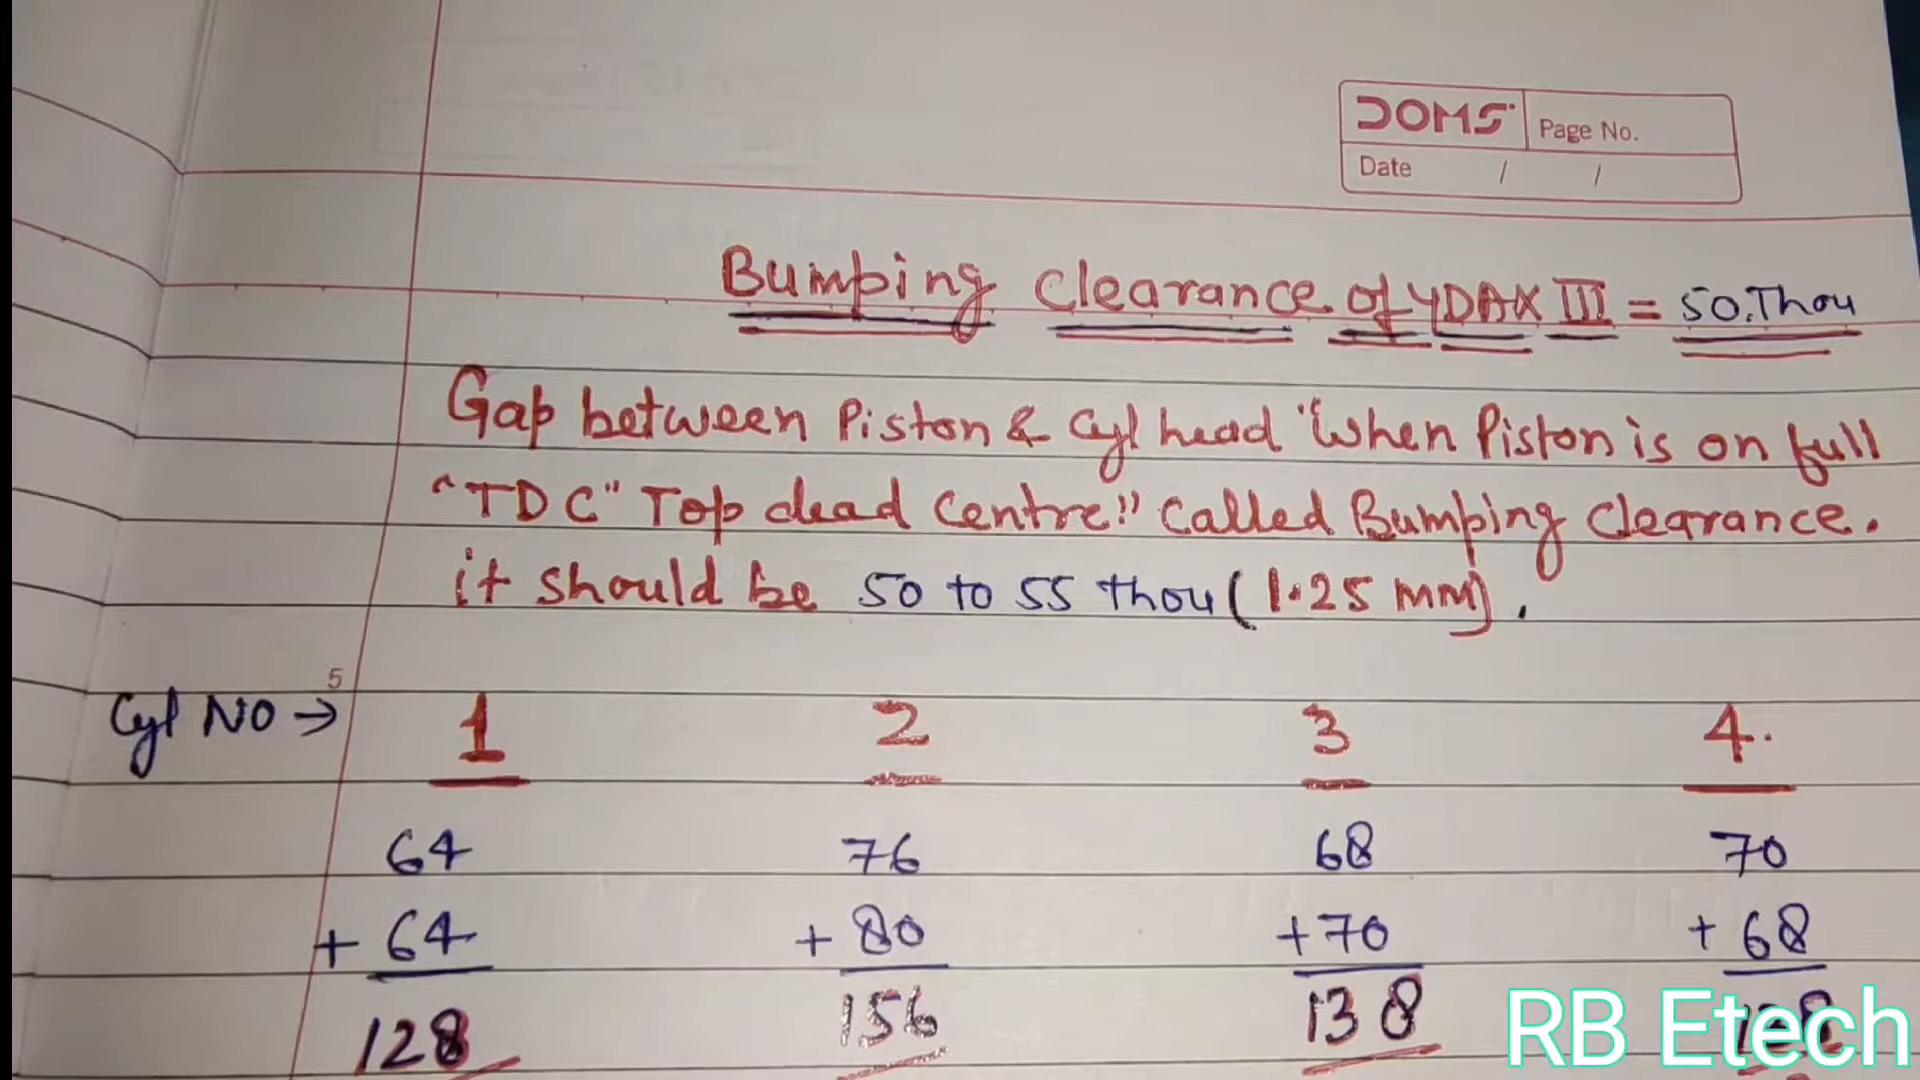 DOMS Page No.
Date / /
Bumping Clearance of YDAX III = 50.Thou
Gap between Piston & Cyl head "When Piston is on full
"TDC" Top dead Centre!" Called Bumping Clearance.
it should be 50 to 55 thou (1.25 MM).
5
Cyl NO → 1 2 3 4.
64 76 68 70
+ 64 + 80 +70 + 68
128 156 138 138
RB Etech